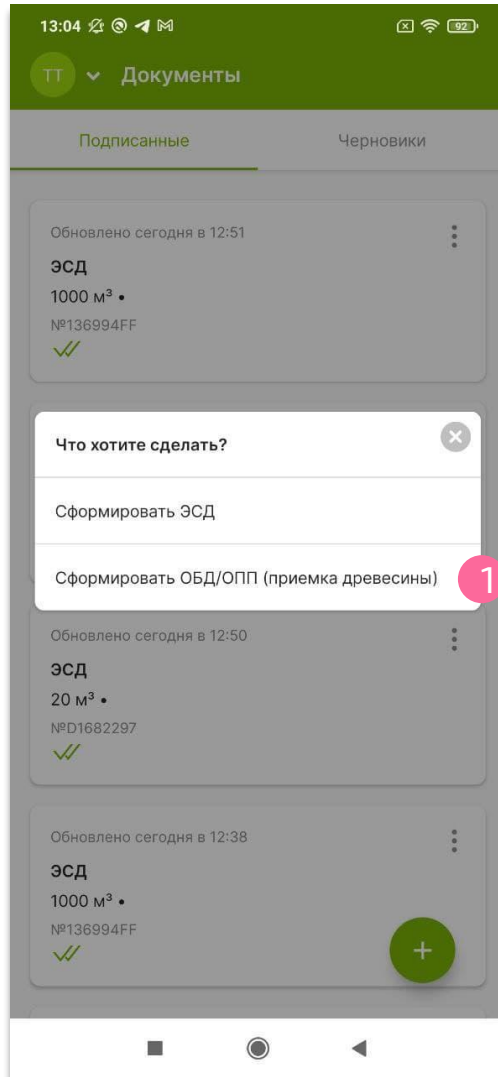 13:04
92
ТТ Документы
Подписанные Черновики
Обновлено сегодня в 12:51
ЭСД
1000 м³ •
№136994FF
Что хотите сделать?
Сформировать ЭСД
Сформировать ОБД/ОПП (приемка древесины) 1
Обновлено сегодня в 12:50
ЭСД
20 м³ •
№D1682297
Обновлено сегодня в 12:38
ЭСД
1000 м³ •
№136994FF
+